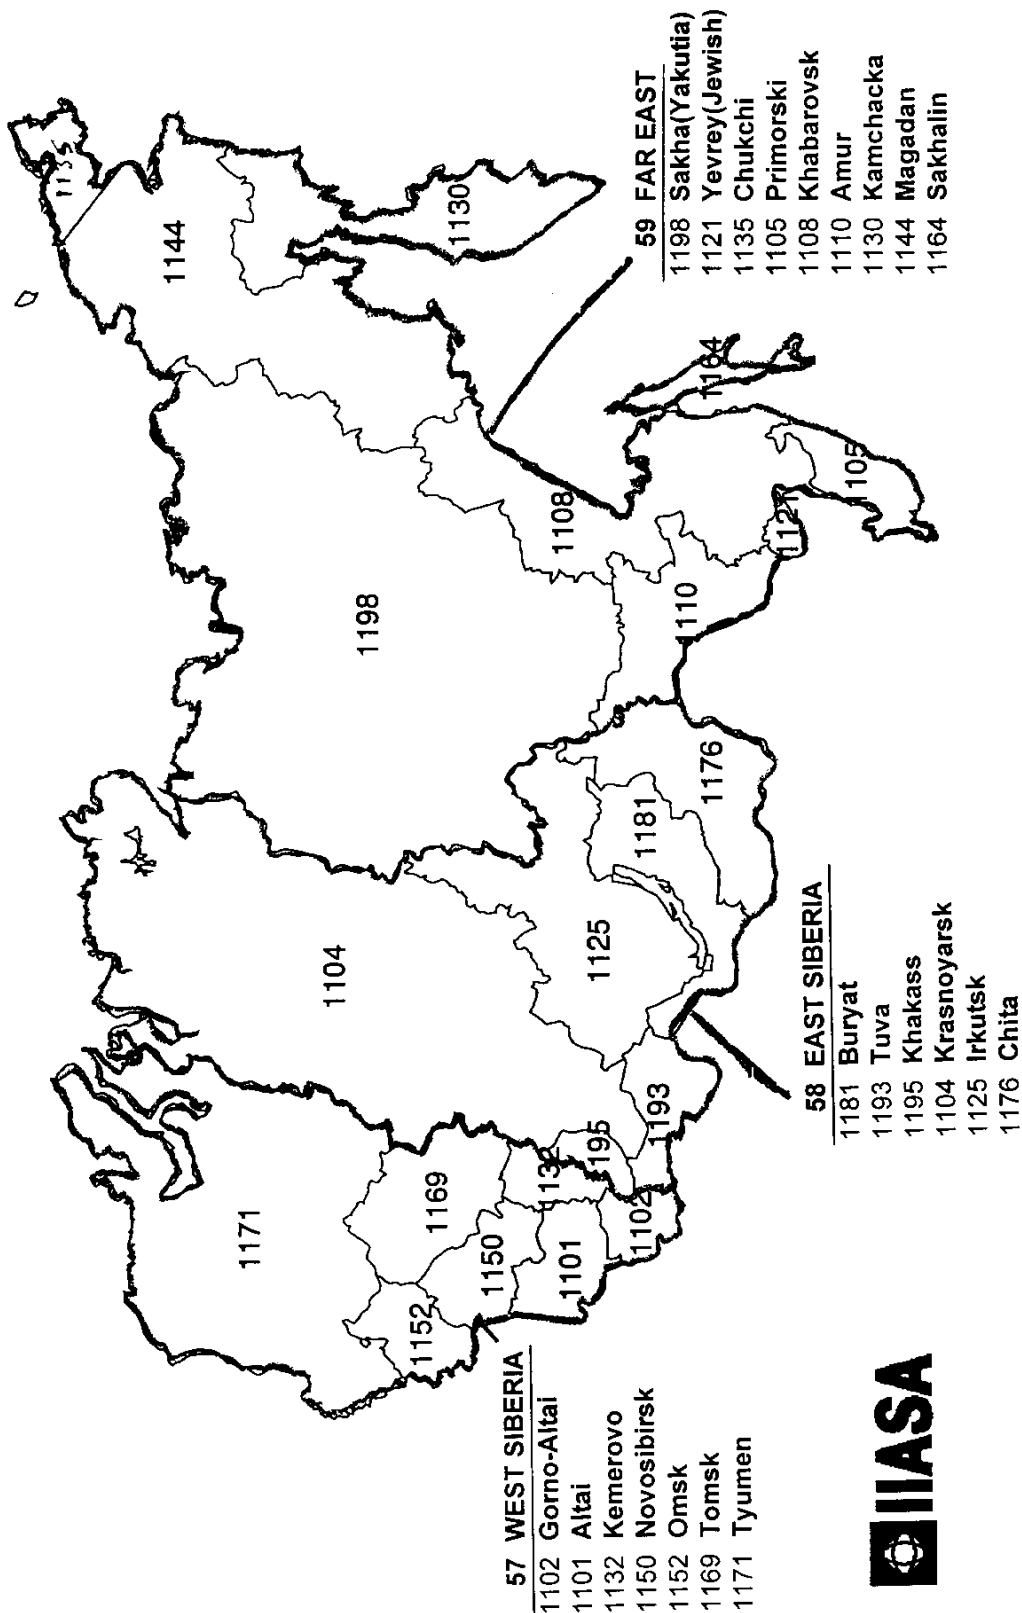 1135
1144
1130
1171
1104
1198
1164
1169
1152
1150
1132
1195
1101
1102
1193
1125
1181
1176
1108
1110
1121
1105
57 WEST SIBERIA
1102 Gorno-Altai
1101 Altai
1132 Kemerovo
1150 Novosibirsk
1152 Omsk
1169 Tomsk
1171 Tyumen
58 EAST SIBERIA
1181 Buryat
1193 Tuva
1195 Khakass
1104 Krasnoyarsk
1125 Irkutsk
1176 Chita
59 FAR EAST
1198 Sakha(Yakutia)
1121 Yevrey(Jewish)
1135 Chukchi
1105 Primorski
1108 Khabarovsk
1110 Amur
1130 Kamchacka
1144 Magadan
1164 Sakhalin
IIASA